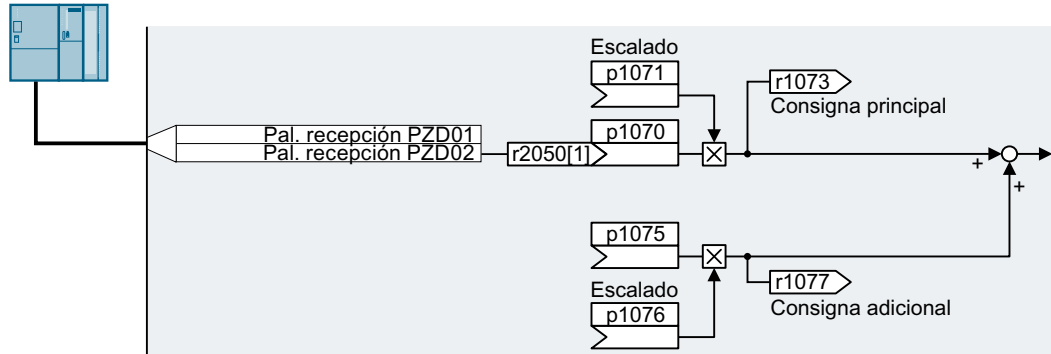 Escalado
p1071
r1073
Consigna principal
Pal. recepción PZD01
Pal. recepción PZD02
r2050[1]
p1070
+
+
p1075
r1077
Consigna adicional
Escalado
p1076